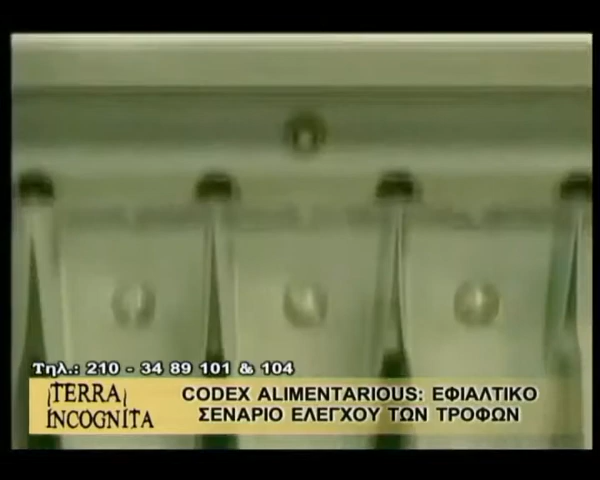 Τηλ.: 210 - 34 89 101 & 104
TERRA
INCOGNITA
CODEX ALIMENTARIOUS: ΕΦΙΑΛΤΙΚΟ
ΣΕΝΑΡΙΟ ΕΛΕΓΧΟΥ ΤΩΝ ΤΡΟΦΩΝ